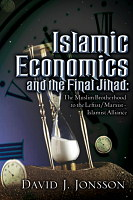 Islamic
Economics
and the Final Jihad:
The Muslim Brotherhood
to the Leftist/Marxist -
Islamist Alliance
DAVID J. JONSSON